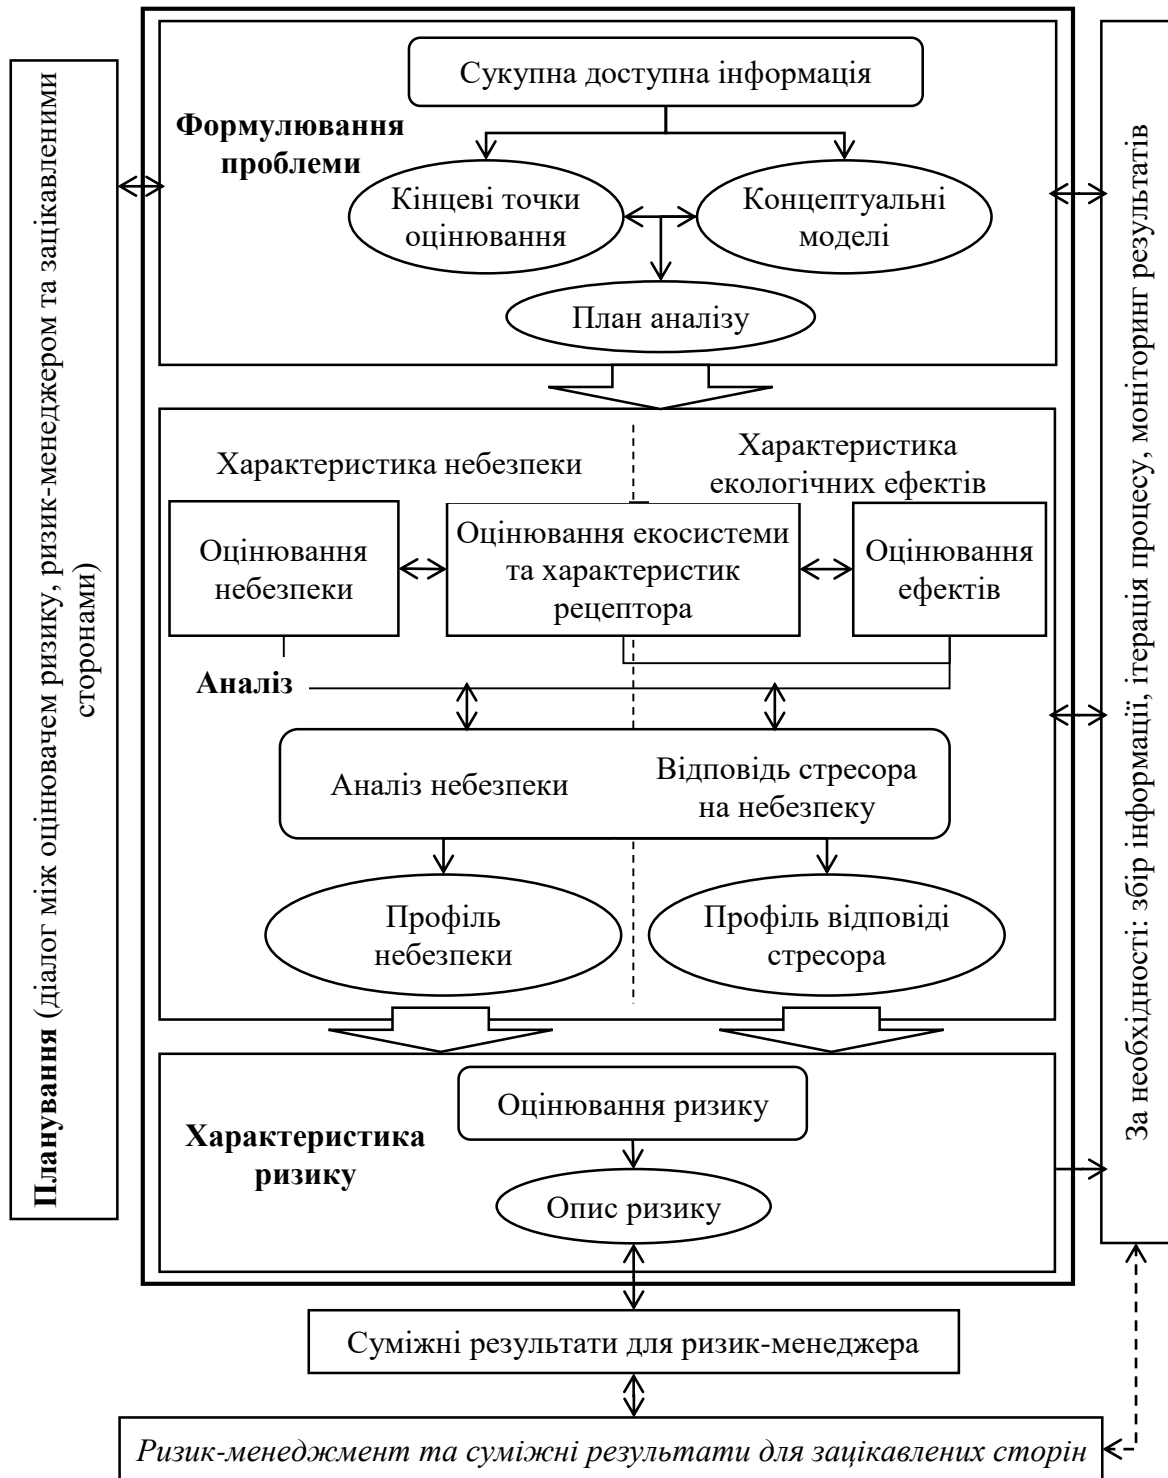 Планування (діалог між оцінювачем ризику, ризик-менеджером та зацікавленими
сторонами)
Сукупна доступна інформація
Формулювання
проблеми
Кінцеві точки
оцінювання
Концептуальні
моделі
План аналізу
Характеристика небезпеки
Характеристика
екологічних ефектів
Оцінювання
небезпеки
Оцінювання екосистеми
та характеристик
рецептора
Оцінювання
ефектів
Аналіз
Аналіз небезпеки
Відповідь стресора
на небезпеку
Профіль
небезпеки
Профіль відповіді
стресора
Оцінювання ризику
Характеристика
ризику
Опис ризику
Суміжні результати для ризик-менеджера
Ризик-менеджмент та суміжні результати для зацікавлених сторін
За необхідності: збір інформації, ітерація процесу, моніторинг результатів